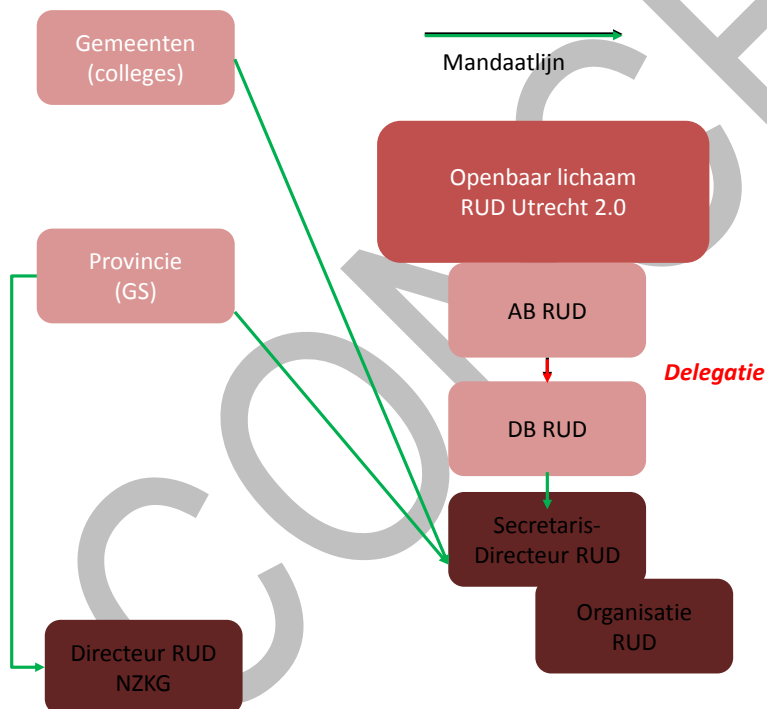 Gemeenten
(colleges)
Mandaatlijn
Openbaar lichaam
RUD Utrecht 2.0
Provincie
(GS)
AB RUD
Delegatie
DB RUD
Secretaris-
Directeur RUD
Organisatie
RUD
Directeur RUD
NZKG